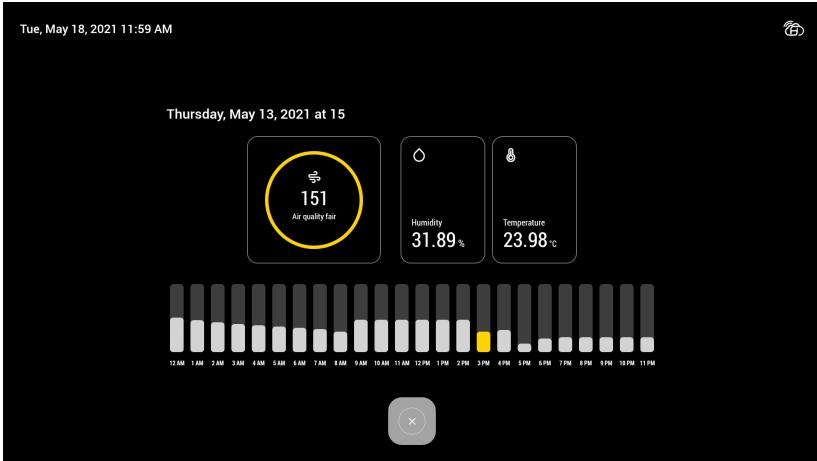 Tue, May 18, 2021 11:59 AM
Thursday, May 13, 2021 at 15
151
Air quality fair
Humidity
31.89 %
Temperature
23.98 °C
12 AM 1 AM 2 AM 3 AM 4 AM 5 AM 6 AM 7 AM 8 AM 9 AM 10 AM 11 AM 12 PM 1 PM 2 PM 3 PM 4 PM 5 PM 6 PM 7 PM 8 PM 9 PM 10 PM 11 PM